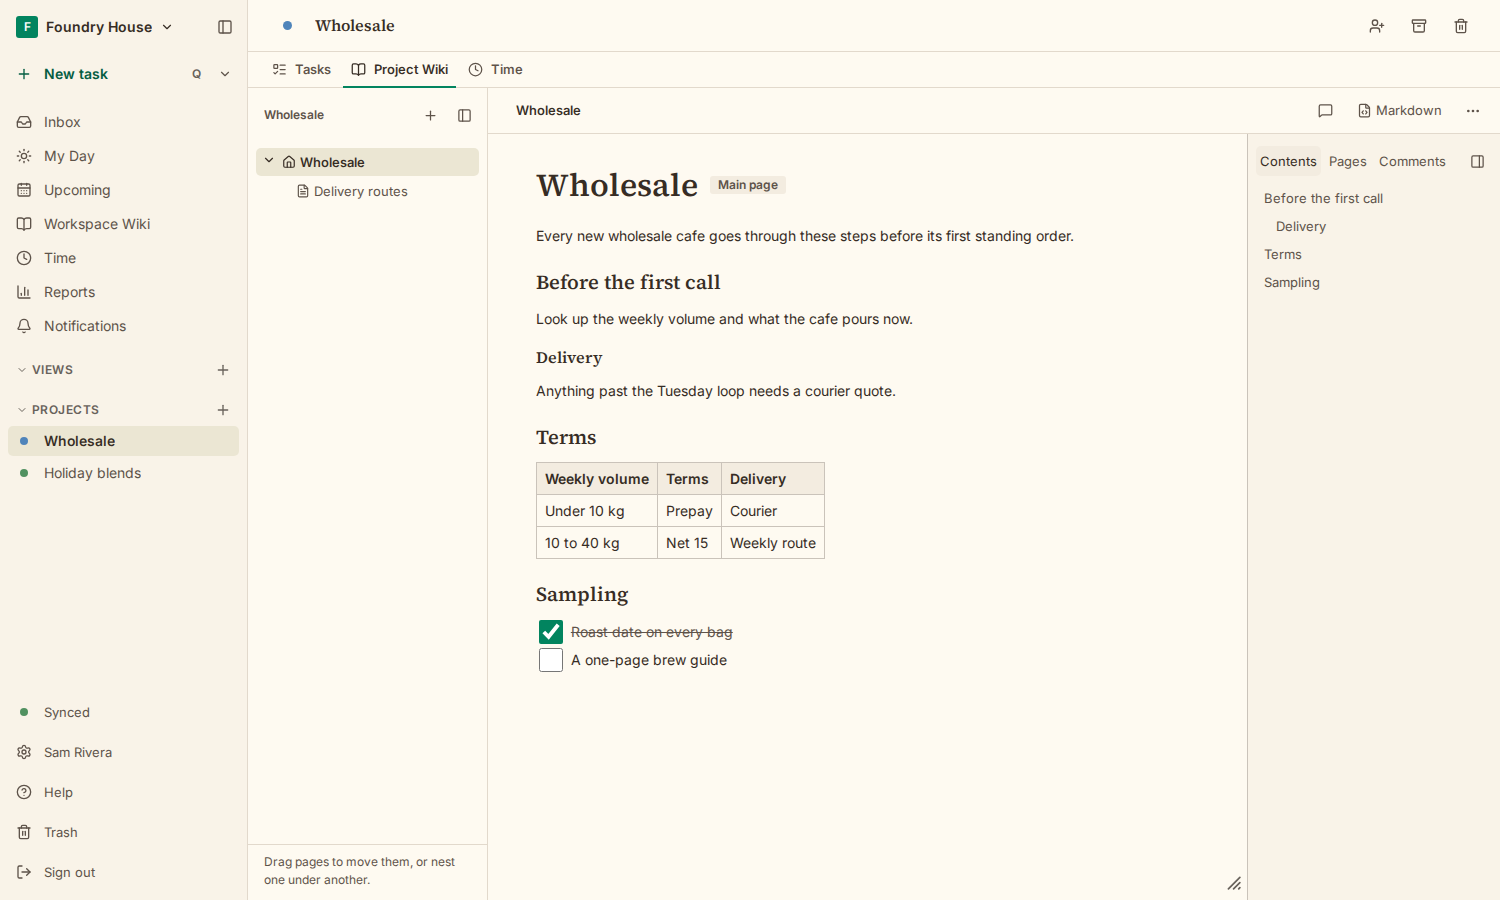 F Foundry House
New task Q
Inbox
My Day
Upcoming
Workspace Wiki
Time
Reports
Notifications
VIEWS
PROJECTS
Wholesale
Holiday blends
Synced
Sam Rivera
Help
Trash
Sign out
Wholesale
Tasks Project Wiki Time
Wholesale
Wholesale
Delivery routes
Drag pages to move them, or nest
one under another.
Wholesale
Markdown
Wholesale Main page
Every new wholesale cafe goes through these steps before its first standing order.
Before the first call
Look up the weekly volume and what the cafe pours now.
Delivery
Anything past the Tuesday loop needs a courier quote.
Terms
Weekly volume Terms Delivery
Under 10 kg Prepay Courier
10 to 40 kg Net 15 Weekly route
Sampling
Roast date on every bag
A one-page brew guide
Contents Pages Comments
Before the first call
Delivery
Terms
Sampling